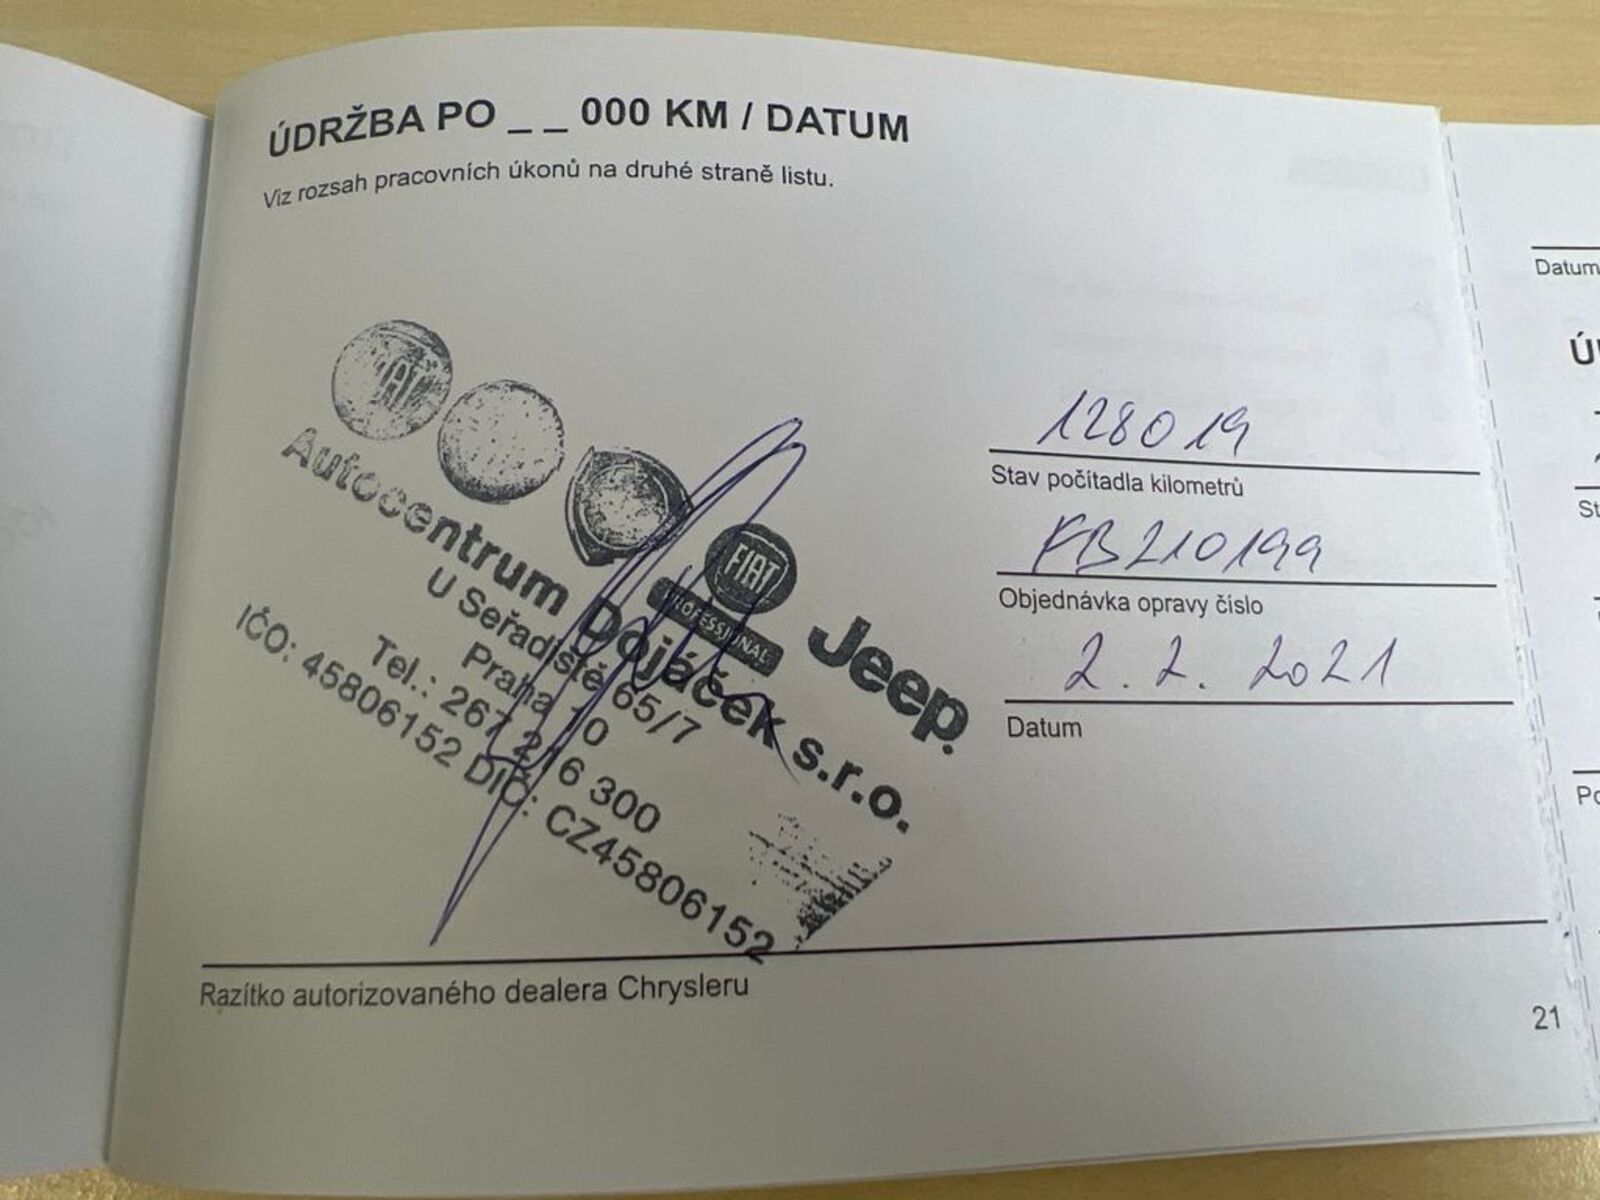 ÚDRŽBA PO _ _ 000 KM / DATUM
Viz rozsah pracovních úkonů na druhé straně listu.
FIAT
FIAT
PROFESSIONAL
Jeep
Autocentrum Dojáček s.r.o.
U Seřadiště 65/7
Praha 10
Tel.: 267 216 300
IČO: 45806152 DIČ: CZ45806152
128019
Stav počítadla kilometrů
FB210199
Objednávka opravy číslo
2. 2. 2021
Datum
Razítko autorizovaného dealera Chrysleru
21
Datum